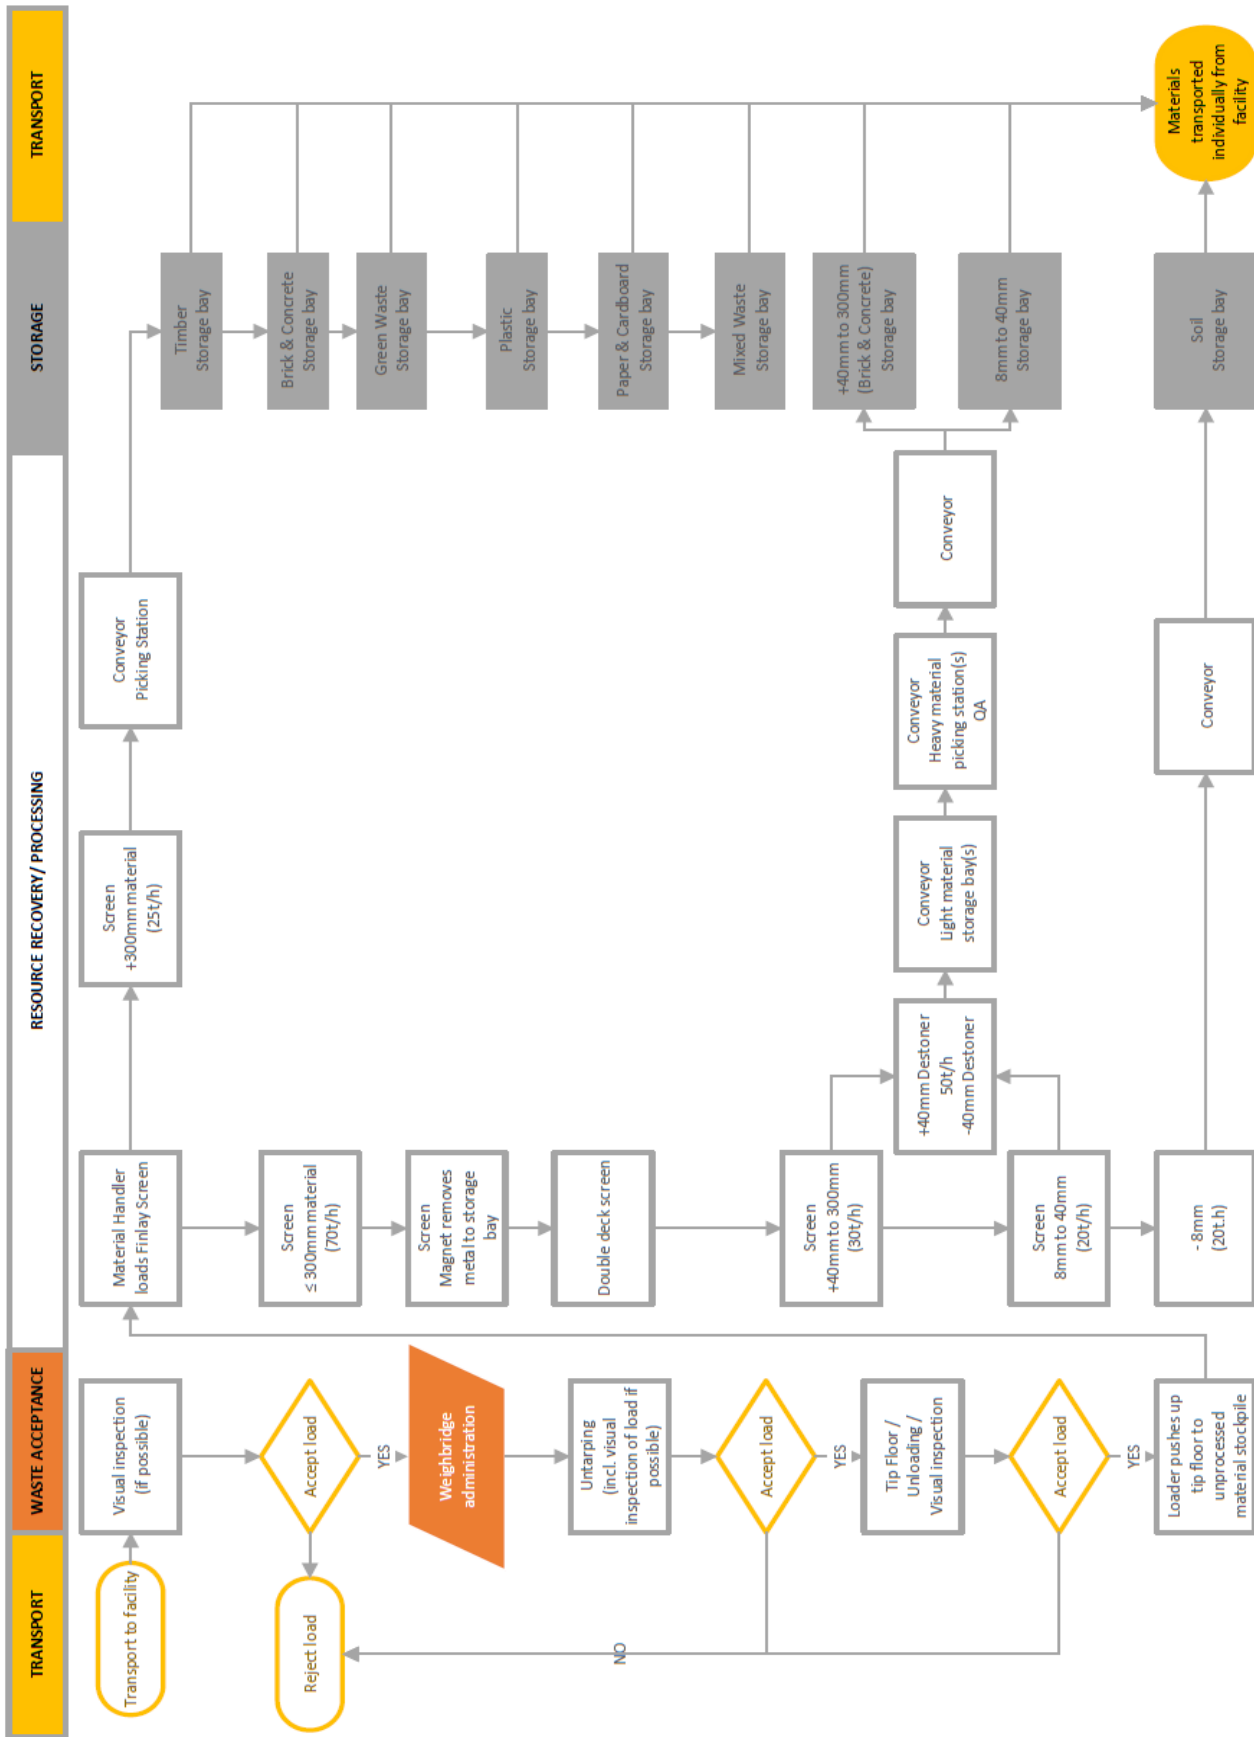 TRANSPORT
WASTE ACCEPTANCE
RESOURCE RECOVERY/ PROCESSING
STORAGE
TRANSPORT
Transport to facility
Visual inspection
(if possible)
Accept load
Reject load
YES
Weighbridge
administration
Untarping
(incl. visual
inspection of load if
possible)
Accept load
NO
YES
Tip Floor /
Unloading /
Visual inspection
Accept load
YES
Loader pushes up
tip floor to
unprocessed
material stockpile
Material Handler
loads Finlay Screen
Screen
≤ 300mm material
(70t/h)
Screen
Magnet removes
metal to storage
bay
Double deck screen
Screen
+40mm to 300mm
(30t/h)
Screen
8mm to 40mm
(20t/h)
- 8mm
(20t.h)
Screen
+300mm material
(25t/h)
Conveyor
Picking Station
+40mm Destoner
50t/h
-40mm Destoner
Conveyor
Light material
storage bay(s)
Conveyor
Heavy material
picking station(s)
QA
Conveyor
Conveyor
Timber
Storage bay
Brick & Concrete
Storage bay
Green Waste
Storage bay
Plastic
Storage bay
Paper & Cardboard
Storage bay
Mixed Waste
Storage bay
+40mm to 300mm
(Brick & Concrete)
Storage bay
8mm to 40mm
Storage bay
Soil
Storage bay
Materials
transported
individually from
facility